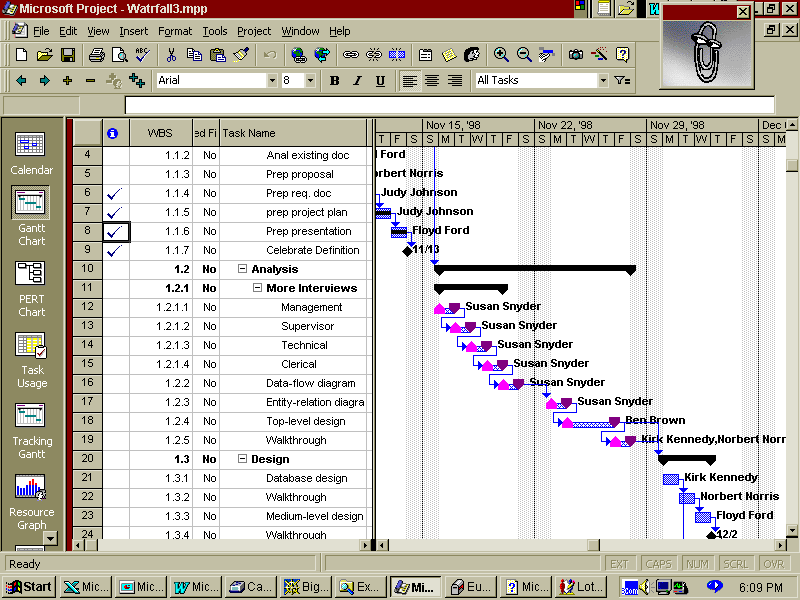 Microsoft Project - Watrfall3.mpp
File Edit View Insert Format Tools Project Window Help
Arial 8 B I U All Tasks
Nov 15, '98 Nov 22, '98 Nov 29, '98 Dec
WBS ed Fi Task Name T F S S M T W T F S S M T W T F S S M T W T F S S M
4 1.1.2 No Anal existing doc d Ford
5 1.1.3 No Prep proposal orbert Norris
6 1.1.4 No Prep req. doc Judy Johnson
7 1.1.5 No prep project plan Judy Johnson
8 1.1.6 No Prep presentation Floyd Ford
9 1.1.7 No Celebrate Definition 11/13
10 1.2 No Analysis
11 1.2.1 No More Interviews
12 1.2.1.1 No Management Susan Snyder
13 1.2.1.2 No Supervisor Susan Snyder
14 1.2.1.3 No Technical Susan Snyder
15 1.2.1.4 No Clerical Susan Snyder
16 1.2.2 No Data-flow diagram Susan Snyder
17 1.2.3 No Entity-relation diagra Susan Snyder
18 1.2.4 No Top-level design Ben Brown
19 1.2.5 No Walkthrough Kirk Kennedy,Norbert Norr
20 1.3 No Design
21 1.3.1 No Database design Kirk Kennedy
22 1.3.2 No Walkthrough Norbert Norris
23 1.3.3 No Medium-level design Floyd Ford
24 1.3.4 No Walkthrough 12/2
Calendar
Gantt
Chart
PERT
Chart
Task
Usage
Tracking
Gantt
Resource
Graph
Ready EXT CAPS NUM SCRL OVR
Start Mic... Mic... Mic... Ca... Big... Ex... Mi... Eu... Mic... Lot... 6:09 PM